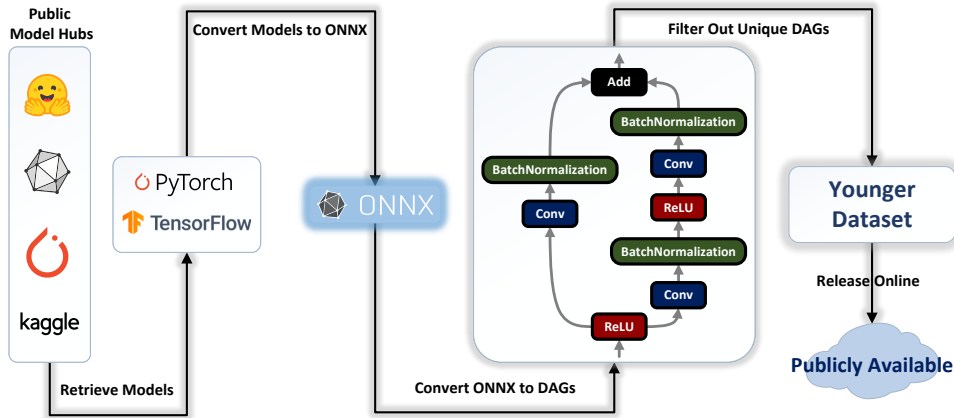 Public
Model Hubs
kaggle
Retrieve Models
PyTorch
TensorFlow
Convert Models to ONNX
ONNX
Convert ONNX to DAGs
Add
BatchNormalization
Conv
ReLU
BatchNormalization
Conv
BatchNormalization
Conv
ReLU
Filter Out Unique DAGs
Younger
Dataset
Release Online
Publicly Available